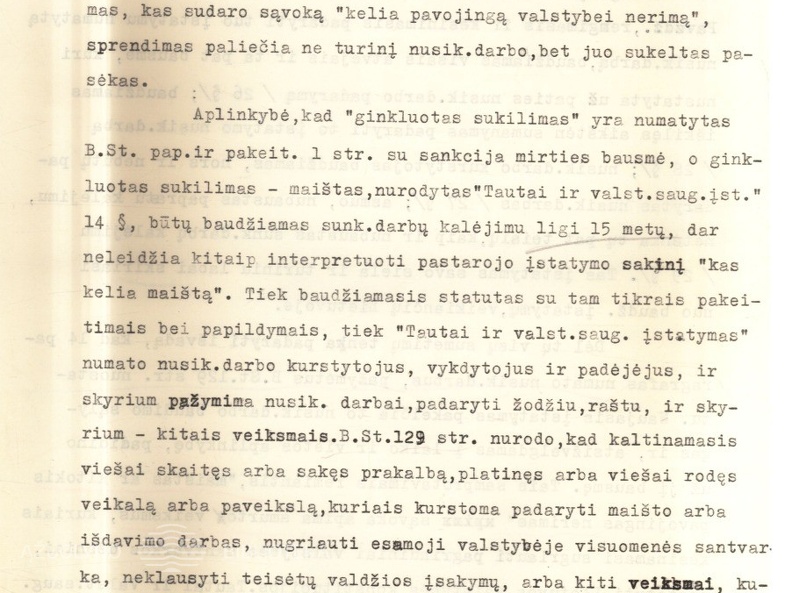 mas, kas sudaro sąvoką "kelia pavojingą valstybei nerimą",
sprendimas paliečia ne turinį nusik.darbo,bet juo sukeltas pa-
sėkas.
Aplinkybė,kad "ginkluotas sukilimas" yra numatytas
B.St. pap.ir pakeit. 1 str. su sankcija mirties bausmė, o gink-
luotas sukilimas - maištas,nurodytas"Tautai ir valst.saug.įst."
14 §, būtų baudžiamas sunk.darbų kalėjimu ligi 15 metų, dar
neleidžia kitaip interpretuoti pastarojo įstatymo sakinį "kas
kelia maištą". Tiek baudžiamasis statutas su tam tikrais pakei-
timais bei papildymais, tiek "Tautai ir valst.saug. įstatymas"
numato nusik.darbo kurstytojus, vykdytojus ir padėjėjus, ir
skyrium pažymima nusik. darbai,padaryti žodžiu,raštu, ir sky-
rium - kitais veiksmais.B.St.129 str. nurodo,kad kaltinamasis
viešai skaitęs arba sakęs prakalbą,platinęs arba viešai rodęs
veikalą arba paveikslą,kuriais kurstoma padaryti maišto arba
išdavimo darbas, nugriauti esamoji valstybėje visuomenės santvar-
ka, neklausyti teisėtų valdžios įsakymų, arba kiti veiksmai, ku-